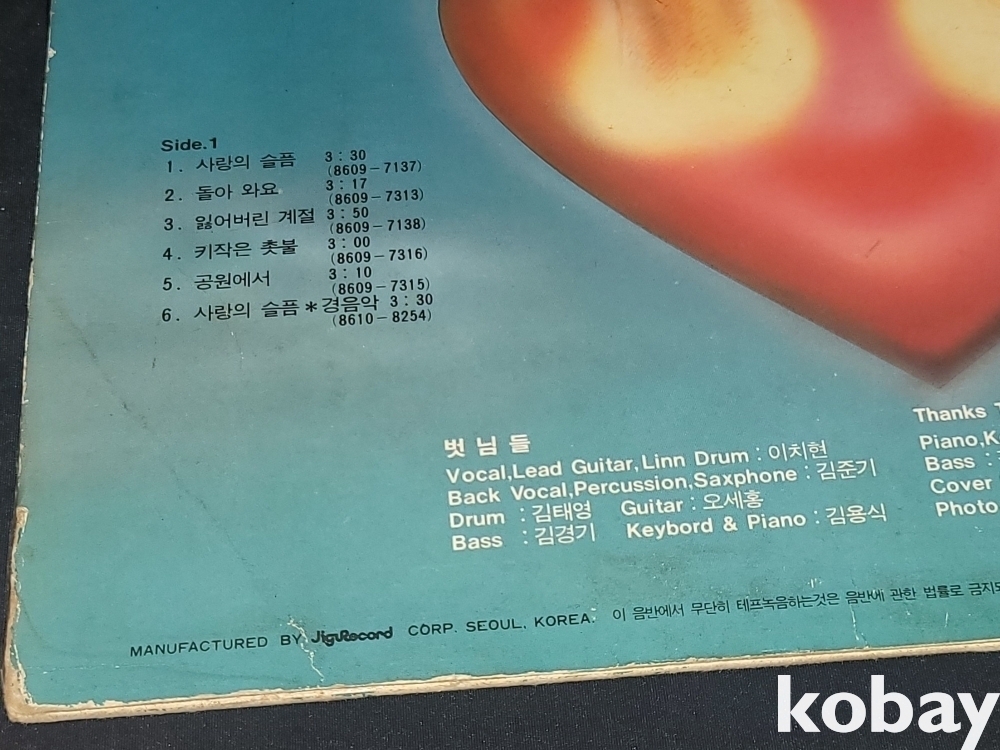 Side.1
1. 사랑의 슬픔 3:30
(8609-7137)
2. 돌아 와요 3:17
(8609-7313)
3. 잃어버린 계절 3:50
(8609-7138)
4. 키작은 촛불 3:00
(8609-7316)
5. 공원에서 3:10
(8609-7315)
6. 사랑의 슬픔*경음악 3:30
(8610-8254)
벗님들
Vocal,Lead Guitar,Linn Drum : 이치현
Back Vocal,Percussion,Saxphone : 김준기
Drum : 김태영 Guitar : 오세홍
Bass : 김경기 Keybord & Piano : 김용식
Thanks
Piano,K
Bass :
Cover
Photo
MANUFACTURED BY JiguRecord CORP. SEOUL, KOREA. 이 음반에서 무단히 테프녹음하는것은 음반에 관한 법률로 금지되
kobay